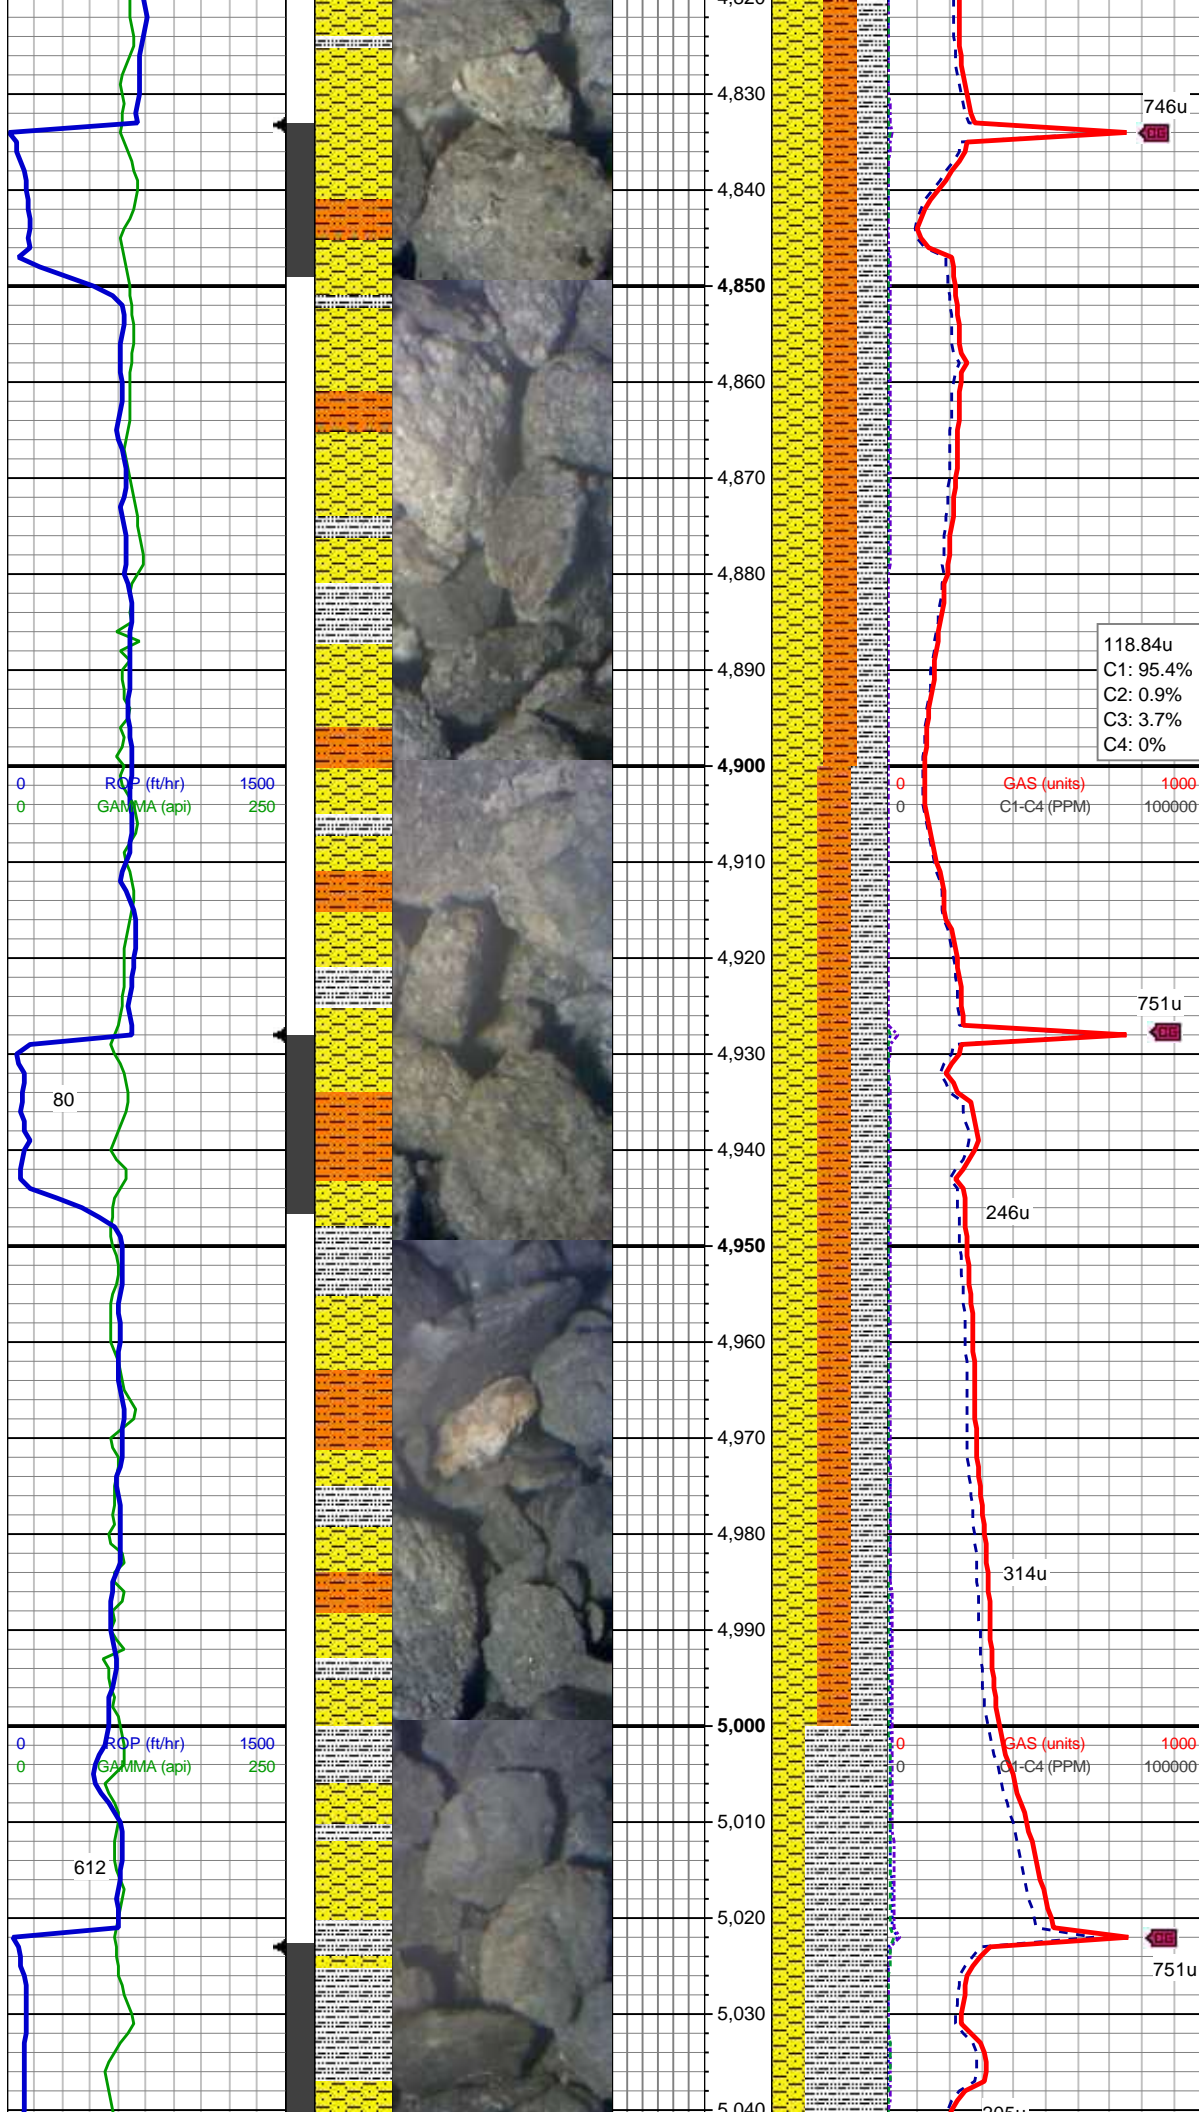 4,820
4,830
746u
CG
4,840
4,850
4,860
4,870
4,880
118.84u
4,890
C1: 95.4%
C2: 0.9%
C3: 3.7%
C4: 0%
4,900
0 ROP (ft/hr) 1500
0 GAS (units) 1000
0 GAMMA (api) 250
0 C1-C4 (PPM) 100000
4,910
4,920
751u
CG
4,930
80
4,940
246u
4,950
4,960
4,970
4,980
314u
4,990
5,000
0 ROP (ft/hr) 1500
0 GAS (units) 1000
0 GAMMA (api) 250
0 C1-C4 (PPM) 100000
5,010
612
5,020
CG
751u
5,030
5,040